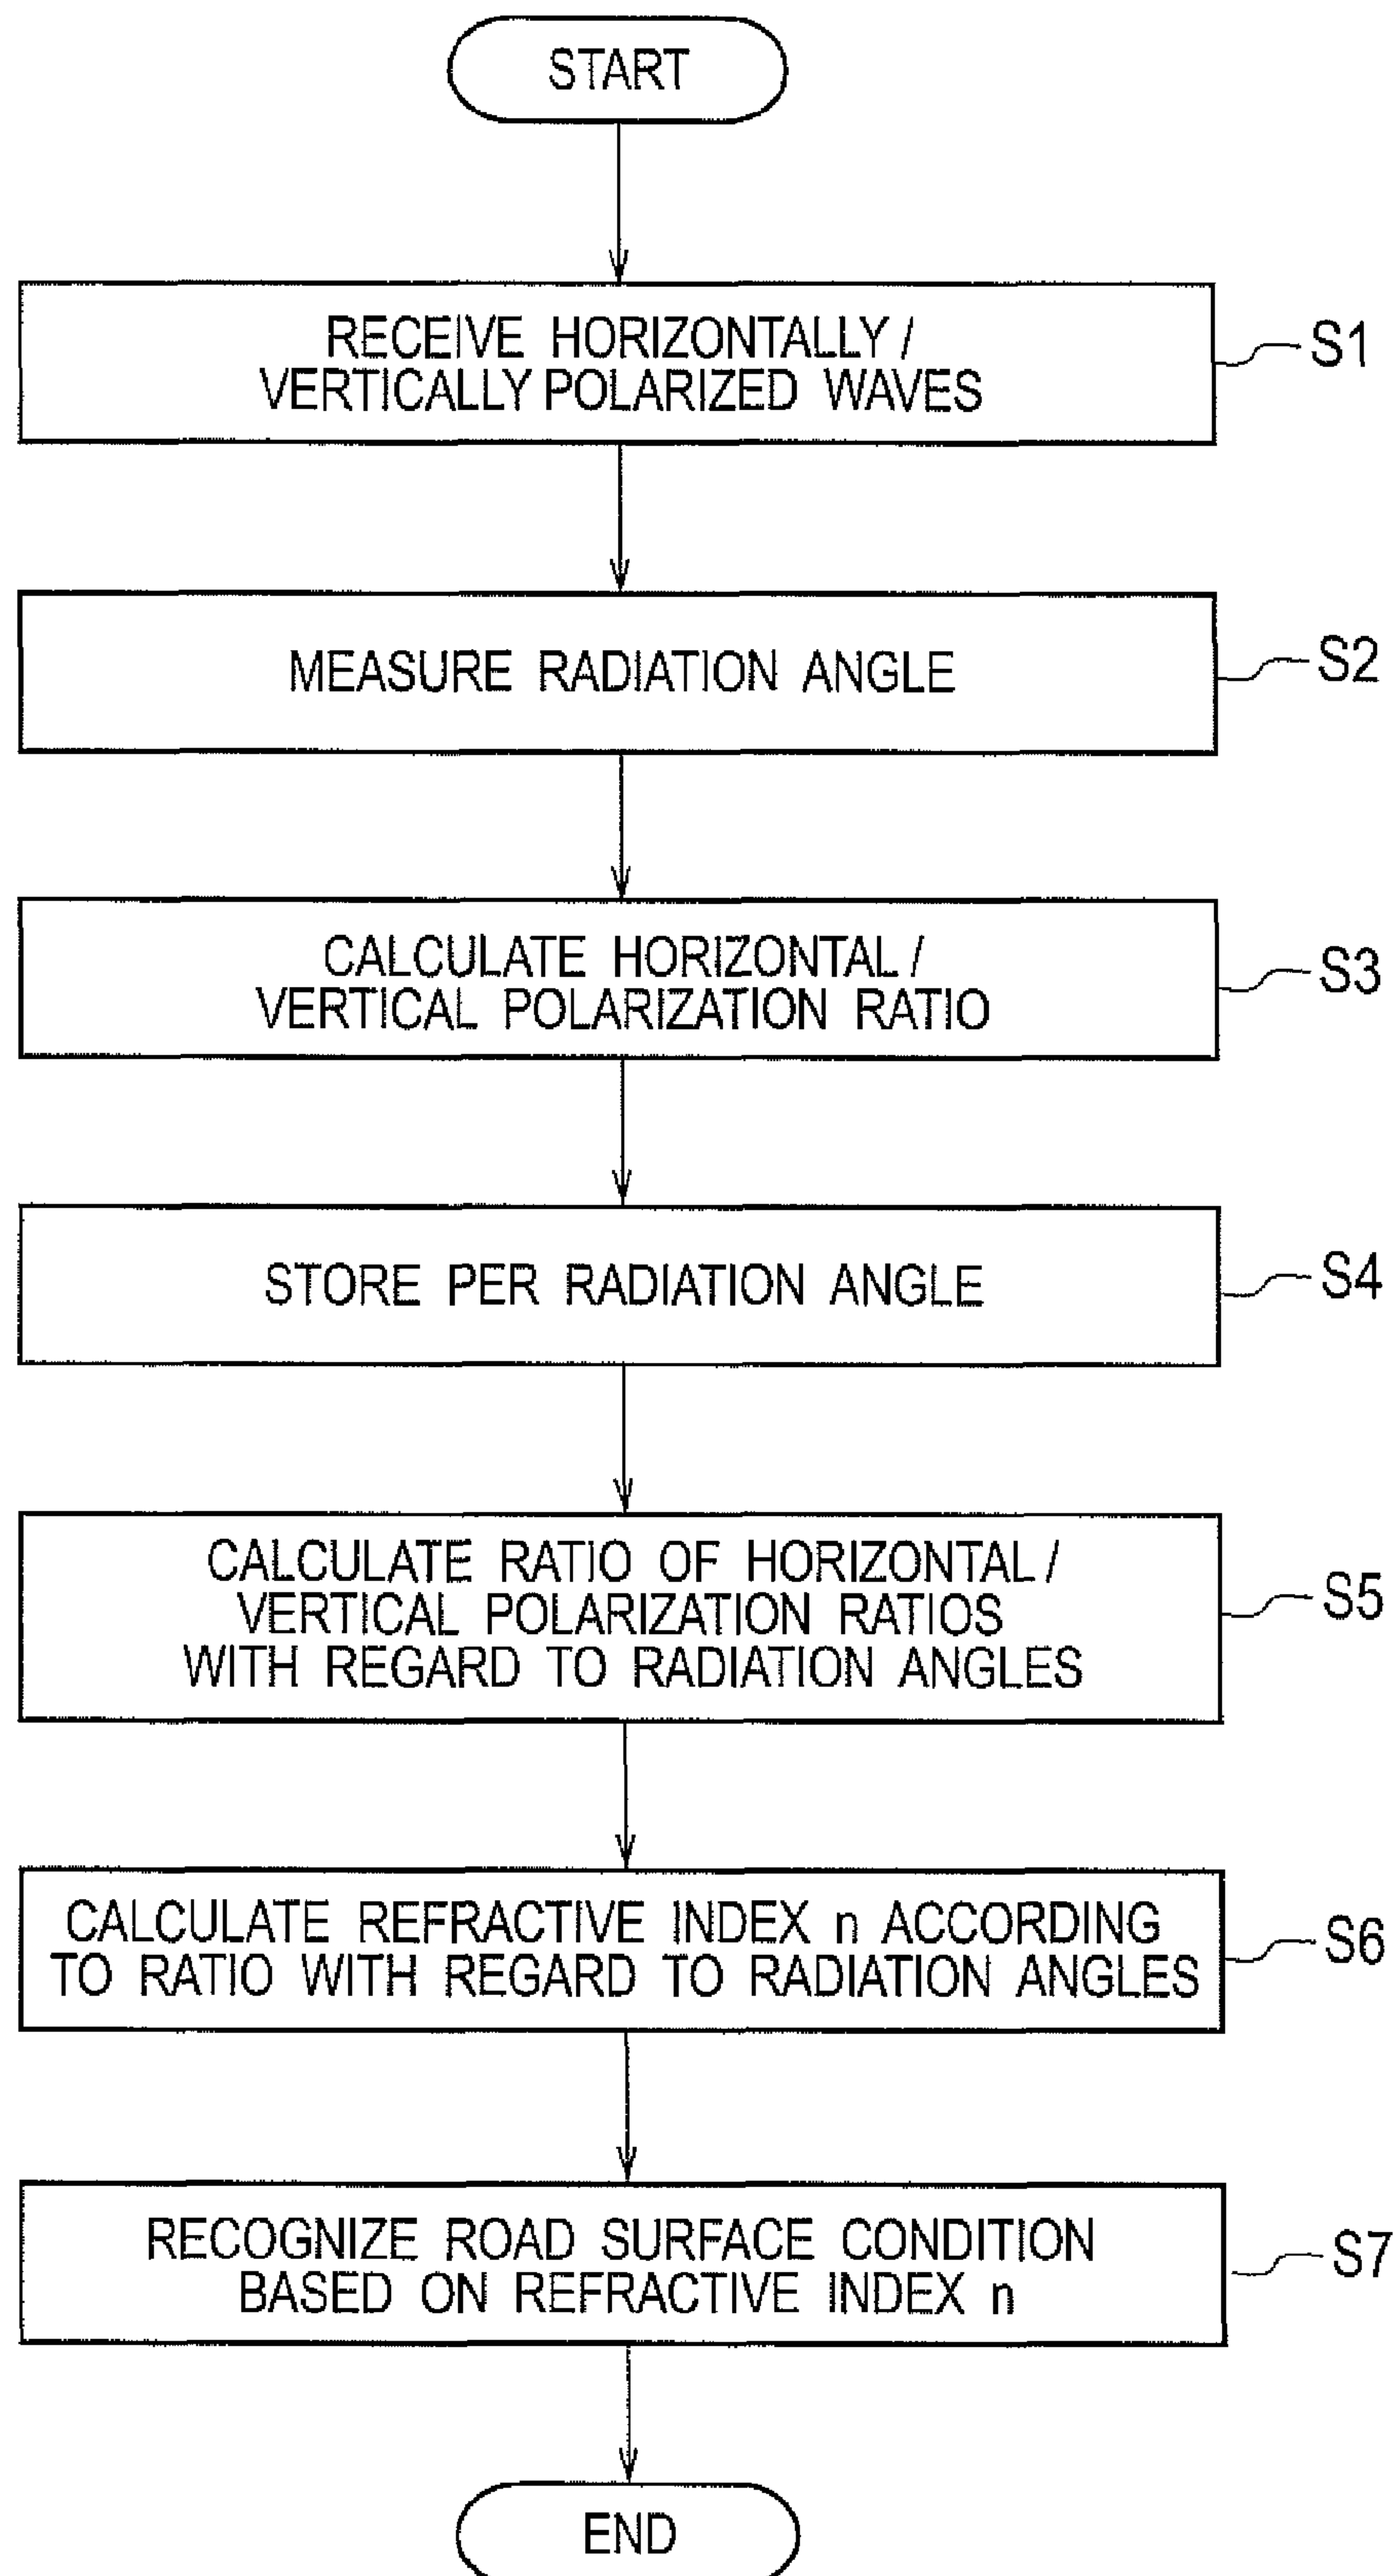 START
RECEIVE HORIZONTALLY /
VERTICALLY POLARIZED WAVES
S1
MEASURE RADIATION ANGLE
S2
CALCULATE HORIZONTAL /
VERTICAL POLARIZATION RATIO
S3
STORE PER RADIATION ANGLE
S4
CALCULATE RATIO OF HORIZONTAL /
VERTICAL POLARIZATION RATIOS
WITH REGARD TO RADIATION ANGLES
S5
CALCULATE REFRACTIVE INDEX n ACCORDING
TO RATIO WITH REGARD TO RADIATION ANGLES
S6
RECOGNIZE ROAD SURFACE CONDITION
BASED ON REFRACTIVE INDEX n
S7
END